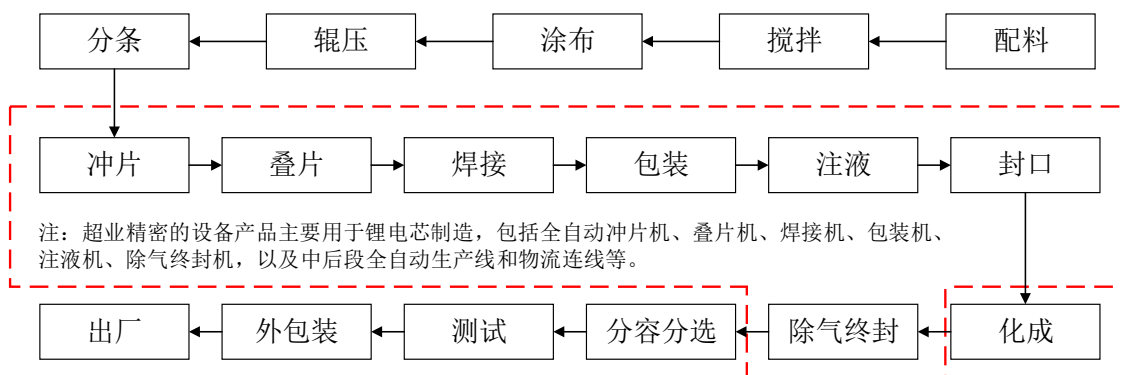 分条 辊压 涂布 搅拌 配料
冲片 叠片 焊接 包装 注液 封口
注：超业精密的设备产品主要用于锂电芯制造，包括全自动冲片机、叠片机、焊接机、包装机、
注液机、除气终封机，以及中后段全自动生产线和物流连线等。
出厂 外包装 测试 分容分选 除气终封 化成